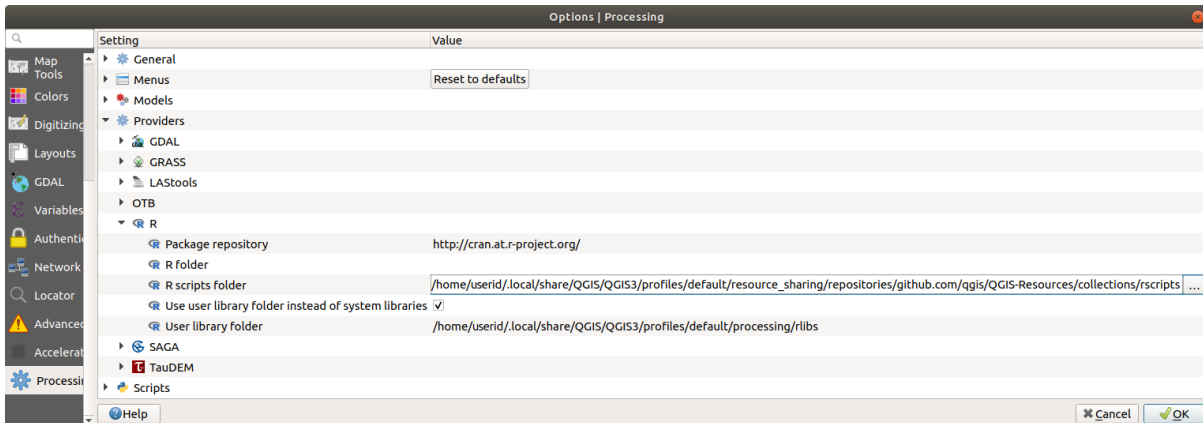 Options | Processing
Setting Value
Map
Tools
Colors
Digitizing
Layouts
GDAL
Variables
Authenti
Network
Locator
Advanced
Accelerat
Processin
General
Menus Reset to defaults
Models
Providers
GDAL
GRASS
LAStools
OTB
R
Package repository http://cran.at.r-project.org/
R folder
R scripts folder /home/userid/.local/share/QGIS/QGIS3/profiles/default/resource_sharing/repositories/github.com/qgis/QGIS-Resources/collections/rscripts ...
Use user library folder instead of system libraries
User library folder /home/userid/.local/share/QGIS/QGIS3/profiles/default/processing/rlibs
SAGA
TauDEM
Scripts
Help Cancel OK